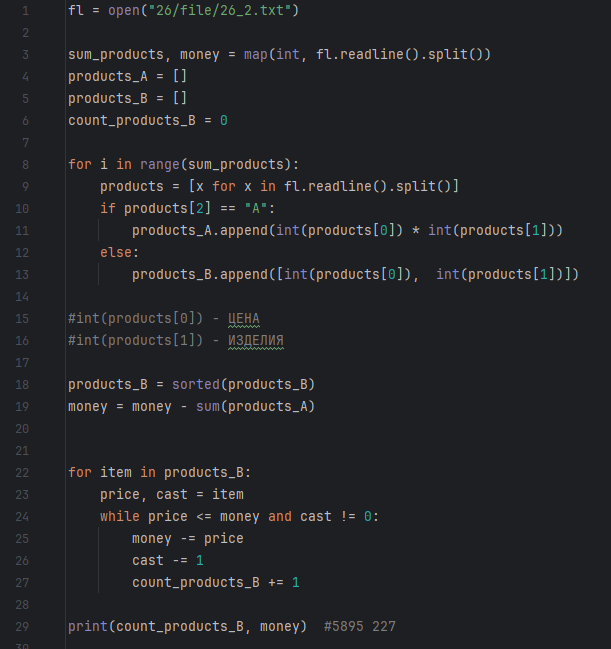 1 fl = open("26/file/26_2.txt")
2
3 sum_products, money = map(int, fl.readline().split())
4 products_A = []
5 products_B = []
6 count_products_B = 0
7
8 for i in range(sum_products):
9     products = [x for x in fl.readline().split()]
10     if products[2] == "A":
11         products_A.append(int(products[0]) * int(products[1]))
12     else:
13         products_B.append([int(products[0]),  int(products[1])])
14
15 #int(products[0]) - ЦЕНА
16 #int(products[1]) - ИЗДЕЛИЯ
17
18 products_B = sorted(products_B)
19 money = money - sum(products_A)
20
21
22 for item in products_B:
23     price, cast = item
24     while price <= money and cast != 0:
25         money -= price
26         cast -= 1
27         count_products_B += 1
28
29 print(count_products_B, money)  #5895 227
30